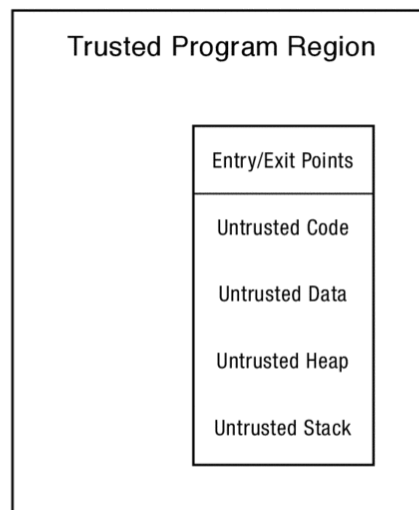 Trusted Program Region
Entry/Exit Points
Untrusted Code
Untrusted Data
Untrusted Heap
Untrusted Stack